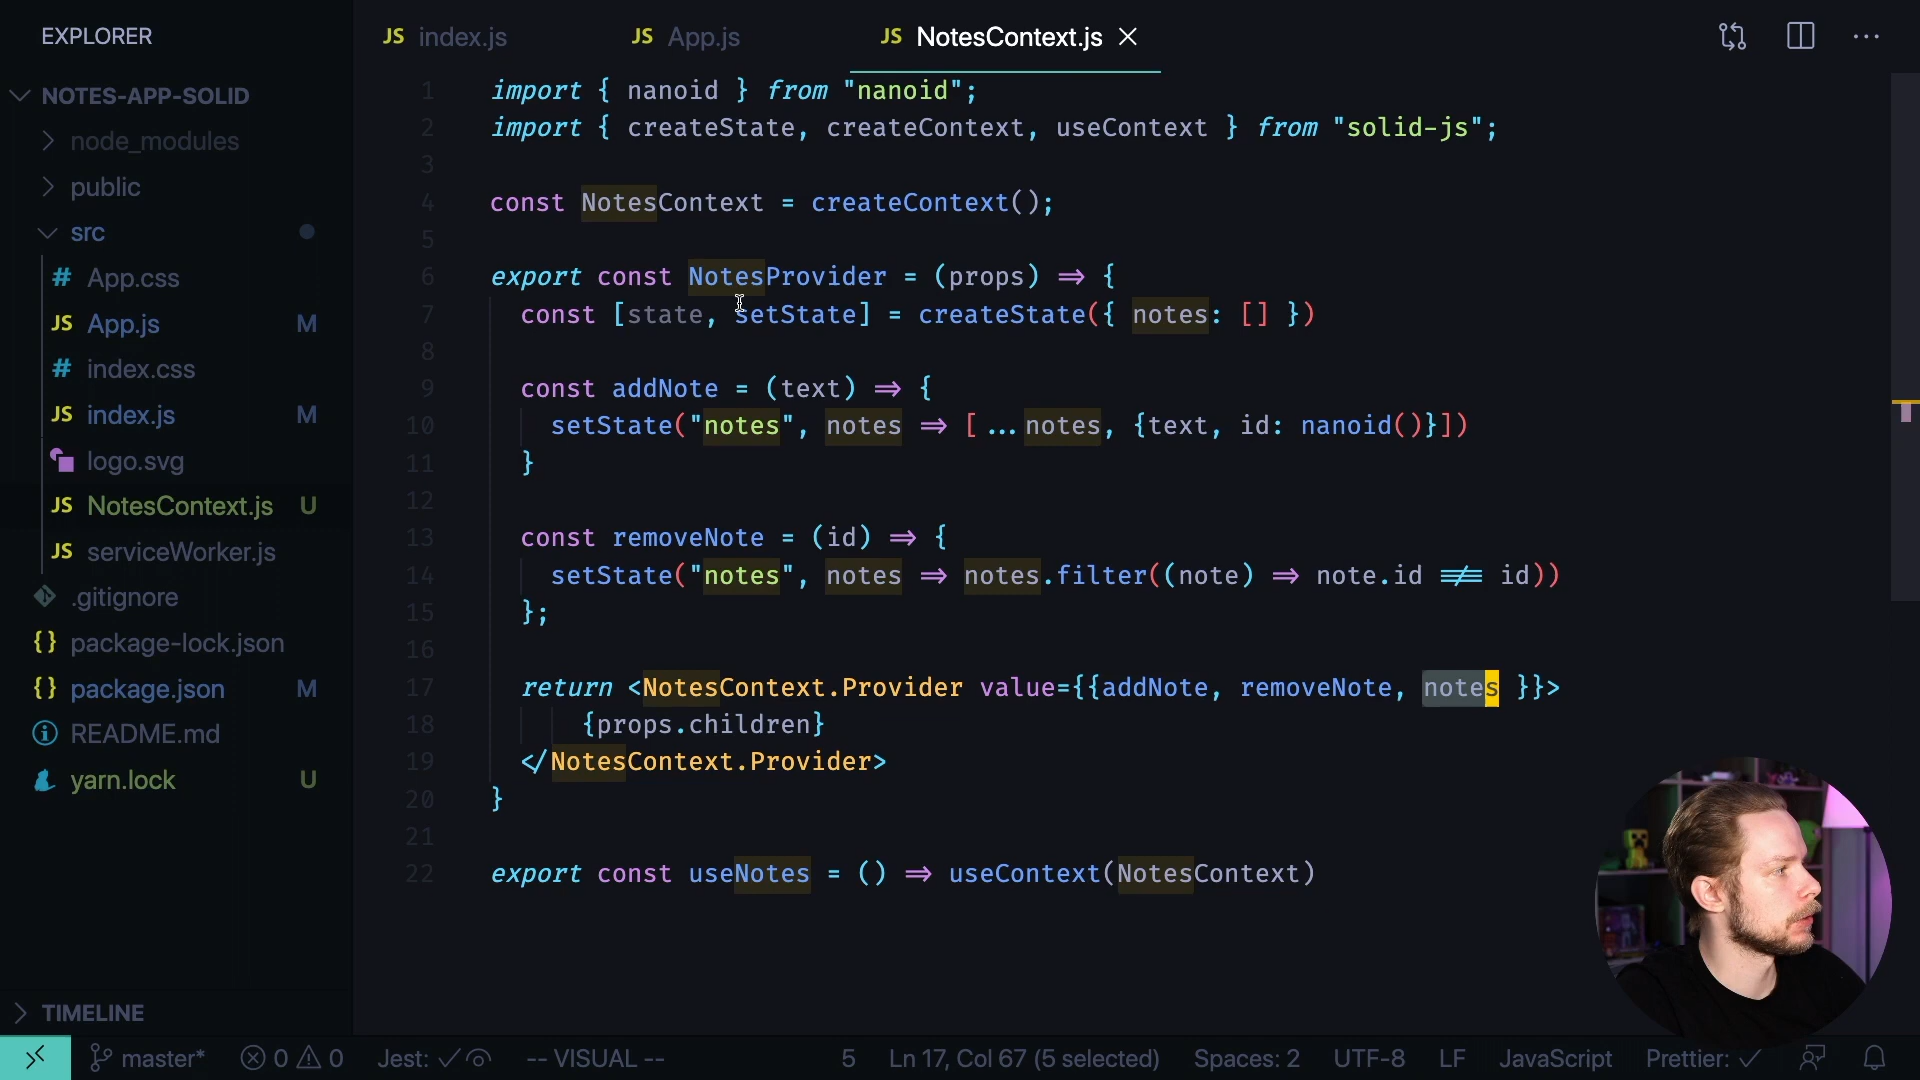 EXPLORER
JS index.js
JS App.js
JS NotesContext.js
NOTES-APP-SOLID
node_modules
public
src
# App.css
JS App.js M
# index.css
JS index.js M
logo.svg
JS NotesContext.js U
JS serviceWorker.js
.gitignore
{} package-lock.json
{} package.json M
README.md
yarn.lock U
TIMELINE
1 import { nanoid } from "nanoid";
2 import { createState, createContext, useContext } from "solid-js";
3
4 const NotesContext = createContext();
5
6 export const NotesProvider = (props) => {
7 const [state, setState] = createState({ notes: [] })
8
9 const addNote = (text) => {
10 setState("notes", notes => [...notes, {text, id: nanoid()}])
11 }
12
13 const removeNote = (id) => {
14 setState("notes", notes => notes.filter((note) => note.id !== id))
15 };
16
17 return <NotesContext.Provider value={{addNote, removeNote, notes }}>
18 {props.children}
19 </NotesContext.Provider>
20 }
21
22 export const useNotes = () => useContext(NotesContext)
master* 0 0 Jest: -- VISUAL -- 5 Ln 17, Col 67 (5 selected) Spaces: 2 UTF-8 LF JavaScript Prettier: ✓